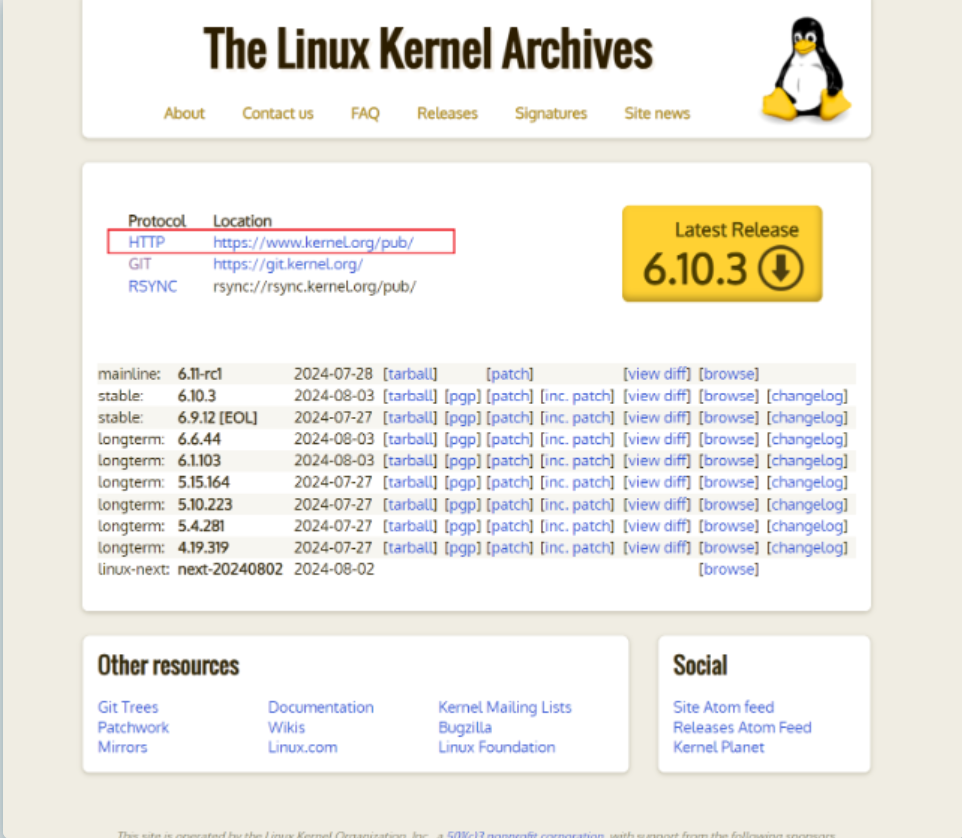 The Linux Kernel Archives
About Contact us FAQ Releases Signatures Site news
Protocol Location
HTTP https://www.kernel.org/pub/
GIT https://git.kernel.org/
RSYNC rsync://rsync.kernel.org/pub/
Latest Release
6.10.3
mainline: 6.11-rc1 2024-07-28 [tarball] [patch] [view diff] [browse]
stable: 6.10.3 2024-08-03 [tarball] [pgp] [patch] [inc. patch] [view diff] [browse] [changelog]
stable: 6.9.12 [EOL] 2024-07-27 [tarball] [pgp] [patch] [inc. patch] [view diff] [browse] [changelog]
longterm: 6.6.44 2024-08-03 [tarball] [pgp] [patch] [inc. patch] [view diff] [browse] [changelog]
longterm: 6.1.103 2024-08-03 [tarball] [pgp] [patch] [inc. patch] [view diff] [browse] [changelog]
longterm: 5.15.164 2024-07-27 [tarball] [pgp] [patch] [inc. patch] [view diff] [browse] [changelog]
longterm: 5.10.223 2024-07-27 [tarball] [pgp] [patch] [inc. patch] [view diff] [browse] [changelog]
longterm: 5.4.281 2024-07-27 [tarball] [pgp] [patch] [inc. patch] [view diff] [browse] [changelog]
longterm: 4.19.319 2024-07-27 [tarball] [pgp] [patch] [inc. patch] [view diff] [browse] [changelog]
linux-next: next-20240802 2024-08-02 [browse]
Other resources
Git Trees Documentation Kernel Mailing Lists
Patchwork Wikis Bugzilla
Mirrors Linux.com Linux Foundation
Social
Site Atom feed
Releases Atom Feed
Kernel Planet
This site is operated by the Linux Kernel Organization, Inc., a 501(c)3 nonprofit corporation, with support from the following sponsors.